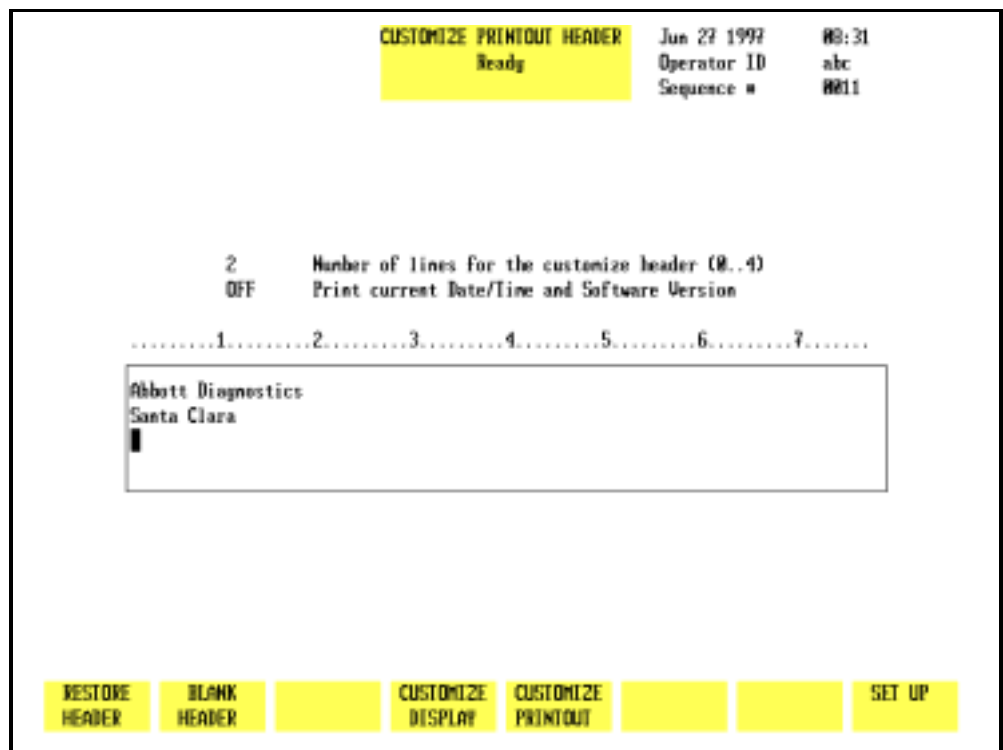 CUSTOMIZE PRINTOUT HEADER
Ready
Jun 27 1997 08:31
Operator ID abc
Sequence # 0011
2 Number of lines for the customize header (0..4)
OFF Print current Date/Time and Software Version
.........1.........2.........3.........4.........5.........6.........7.......
Abbott Diagnostics
Santa Clara
RESTORE HEADER
BLANK HEADER
CUSTOMIZE DISPLAY
CUSTOMIZE PRINTOUT
SET UP